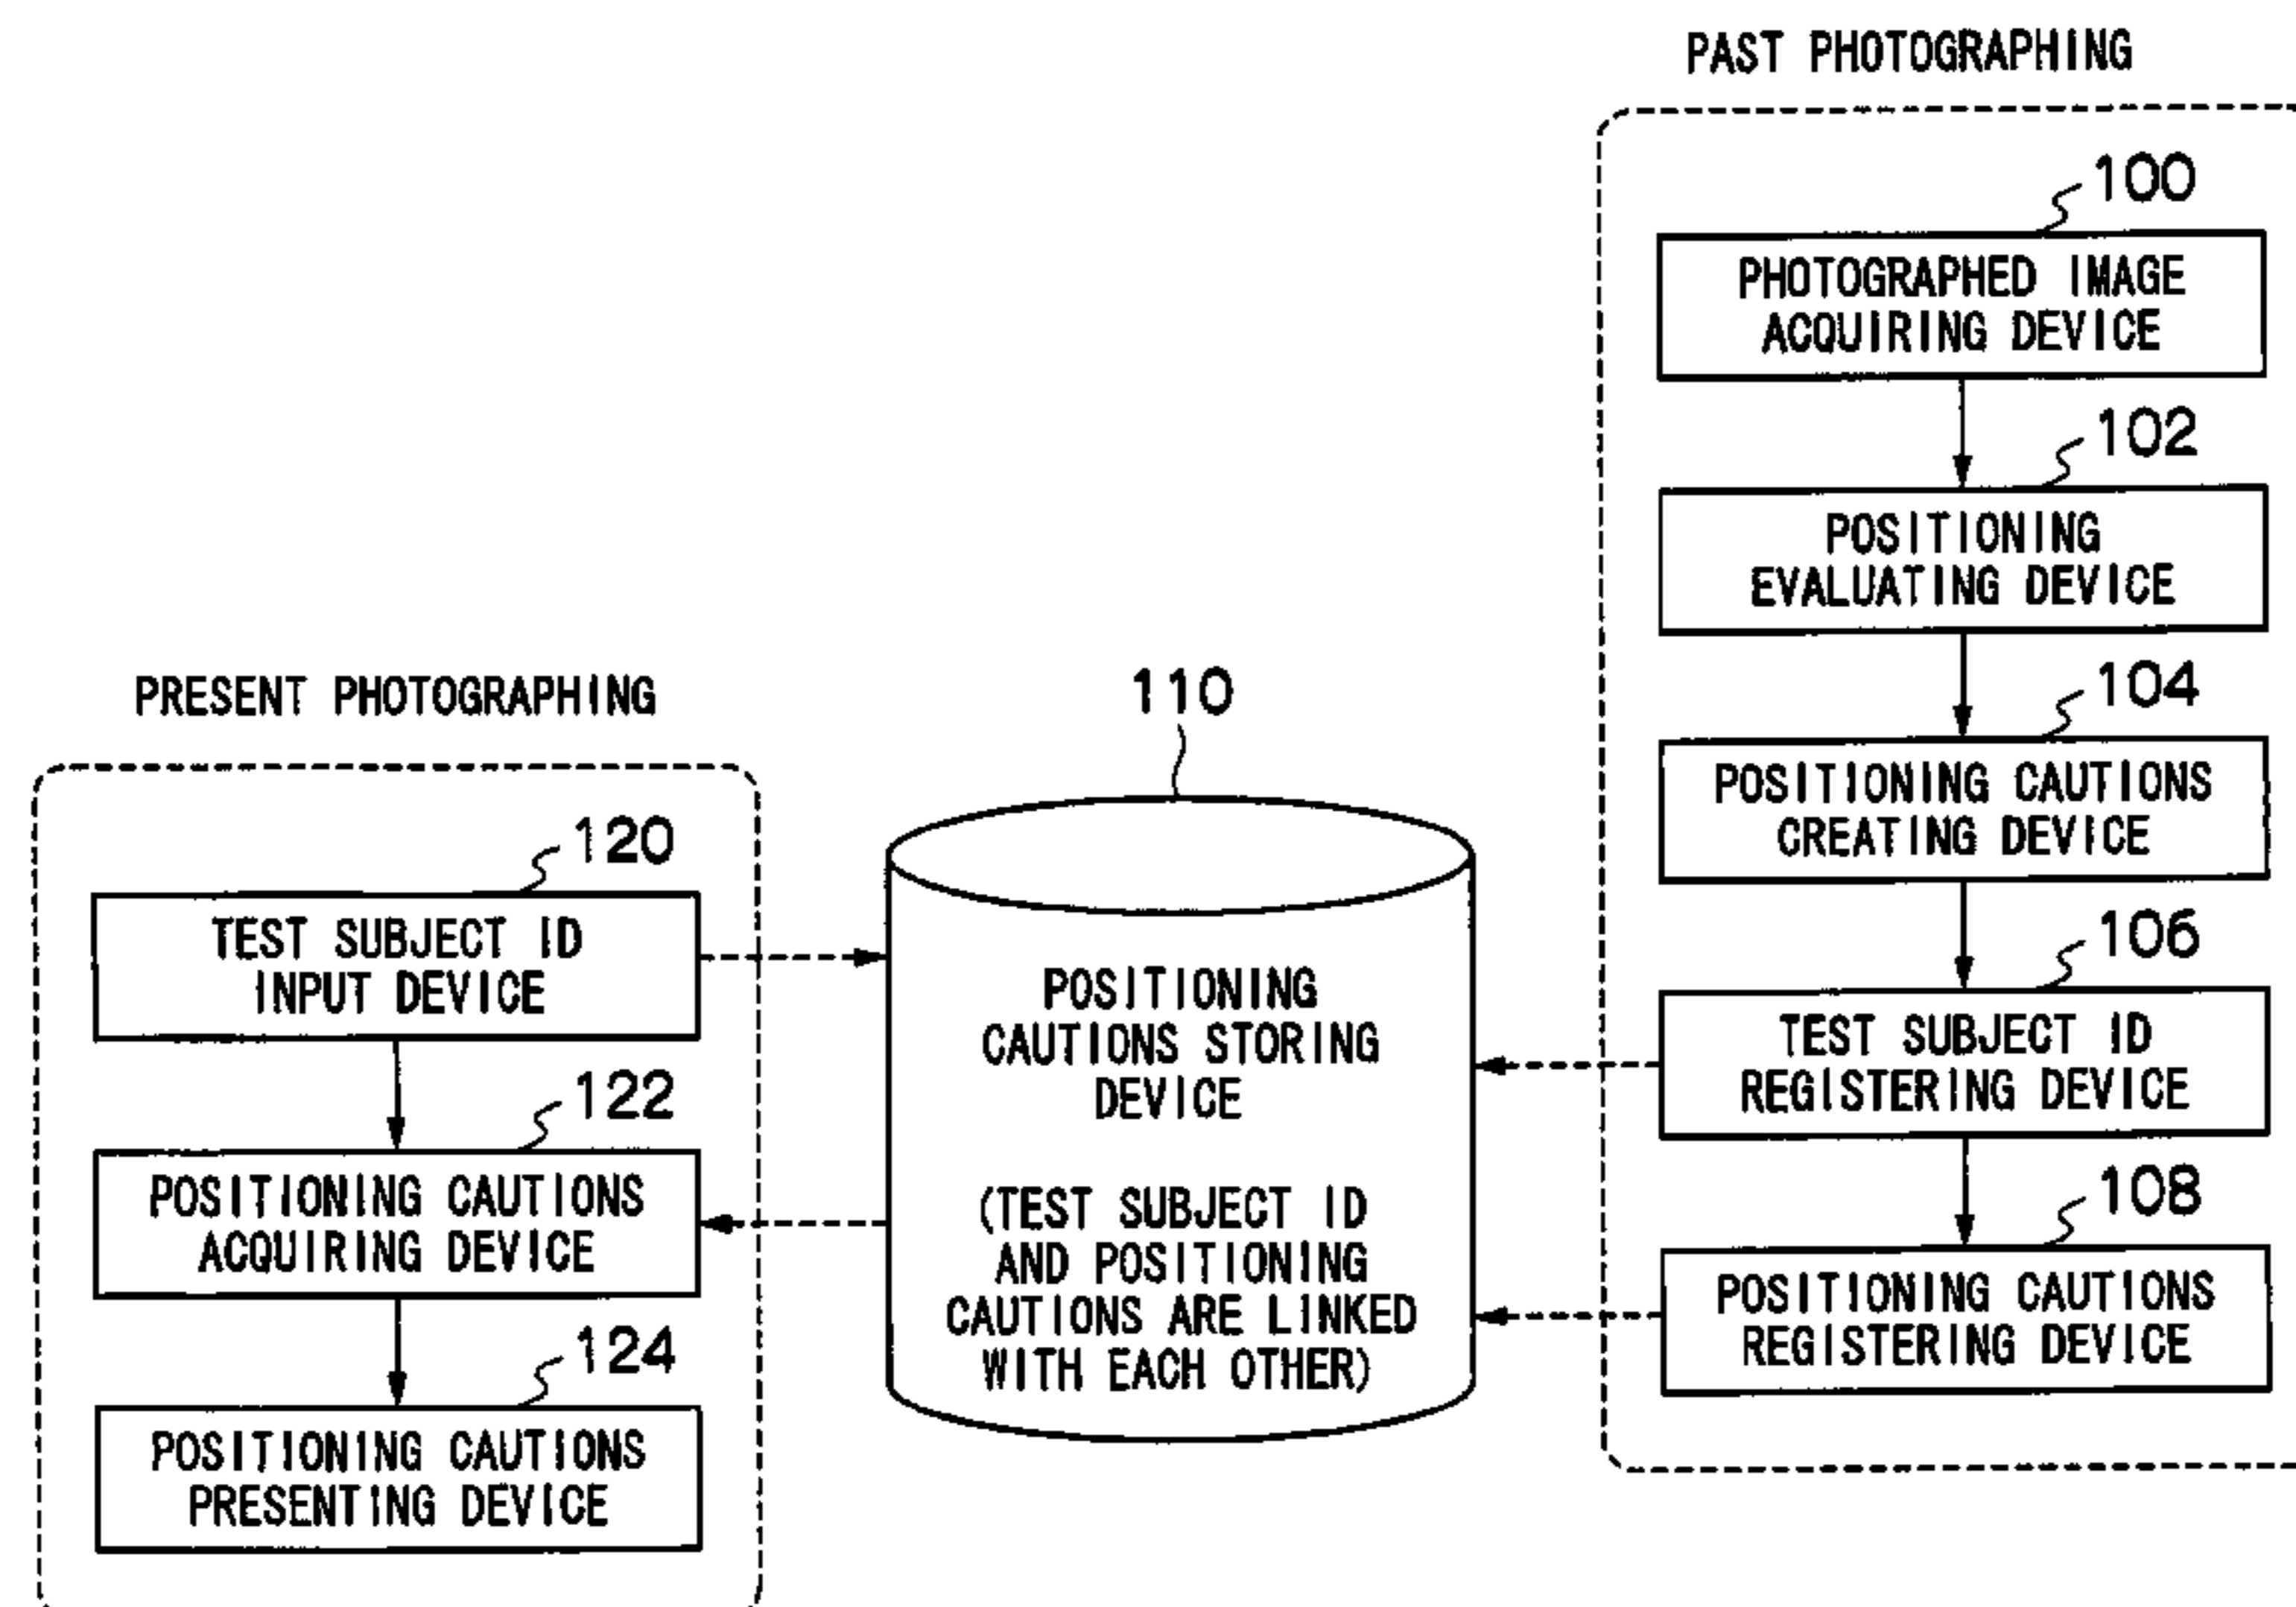 PAST PHOTOGRAPHING
100
PHOTOGRAPHED IMAGE
ACQUIRING DEVICE
102
POSITIONING
EVALUATING DEVICE
104
POSITIONING CAUTIONS
CREATING DEVICE
106
TEST SUBJECT ID
REGISTERING DEVICE
108
POSITIONING CAUTIONS
REGISTERING DEVICE
110
POSITIONING
CAUTIONS STORING
DEVICE
(TEST SUBJECT ID
AND POSITIONING
CAUTIONS ARE LINKED
WITH EACH OTHER)
PRESENT PHOTOGRAPHING
120
TEST SUBJECT ID
INPUT DEVICE
122
POSITIONING CAUTIONS
ACQUIRING DEVICE
124
POSITIONING CAUTIONS
PRESENTING DEVICE